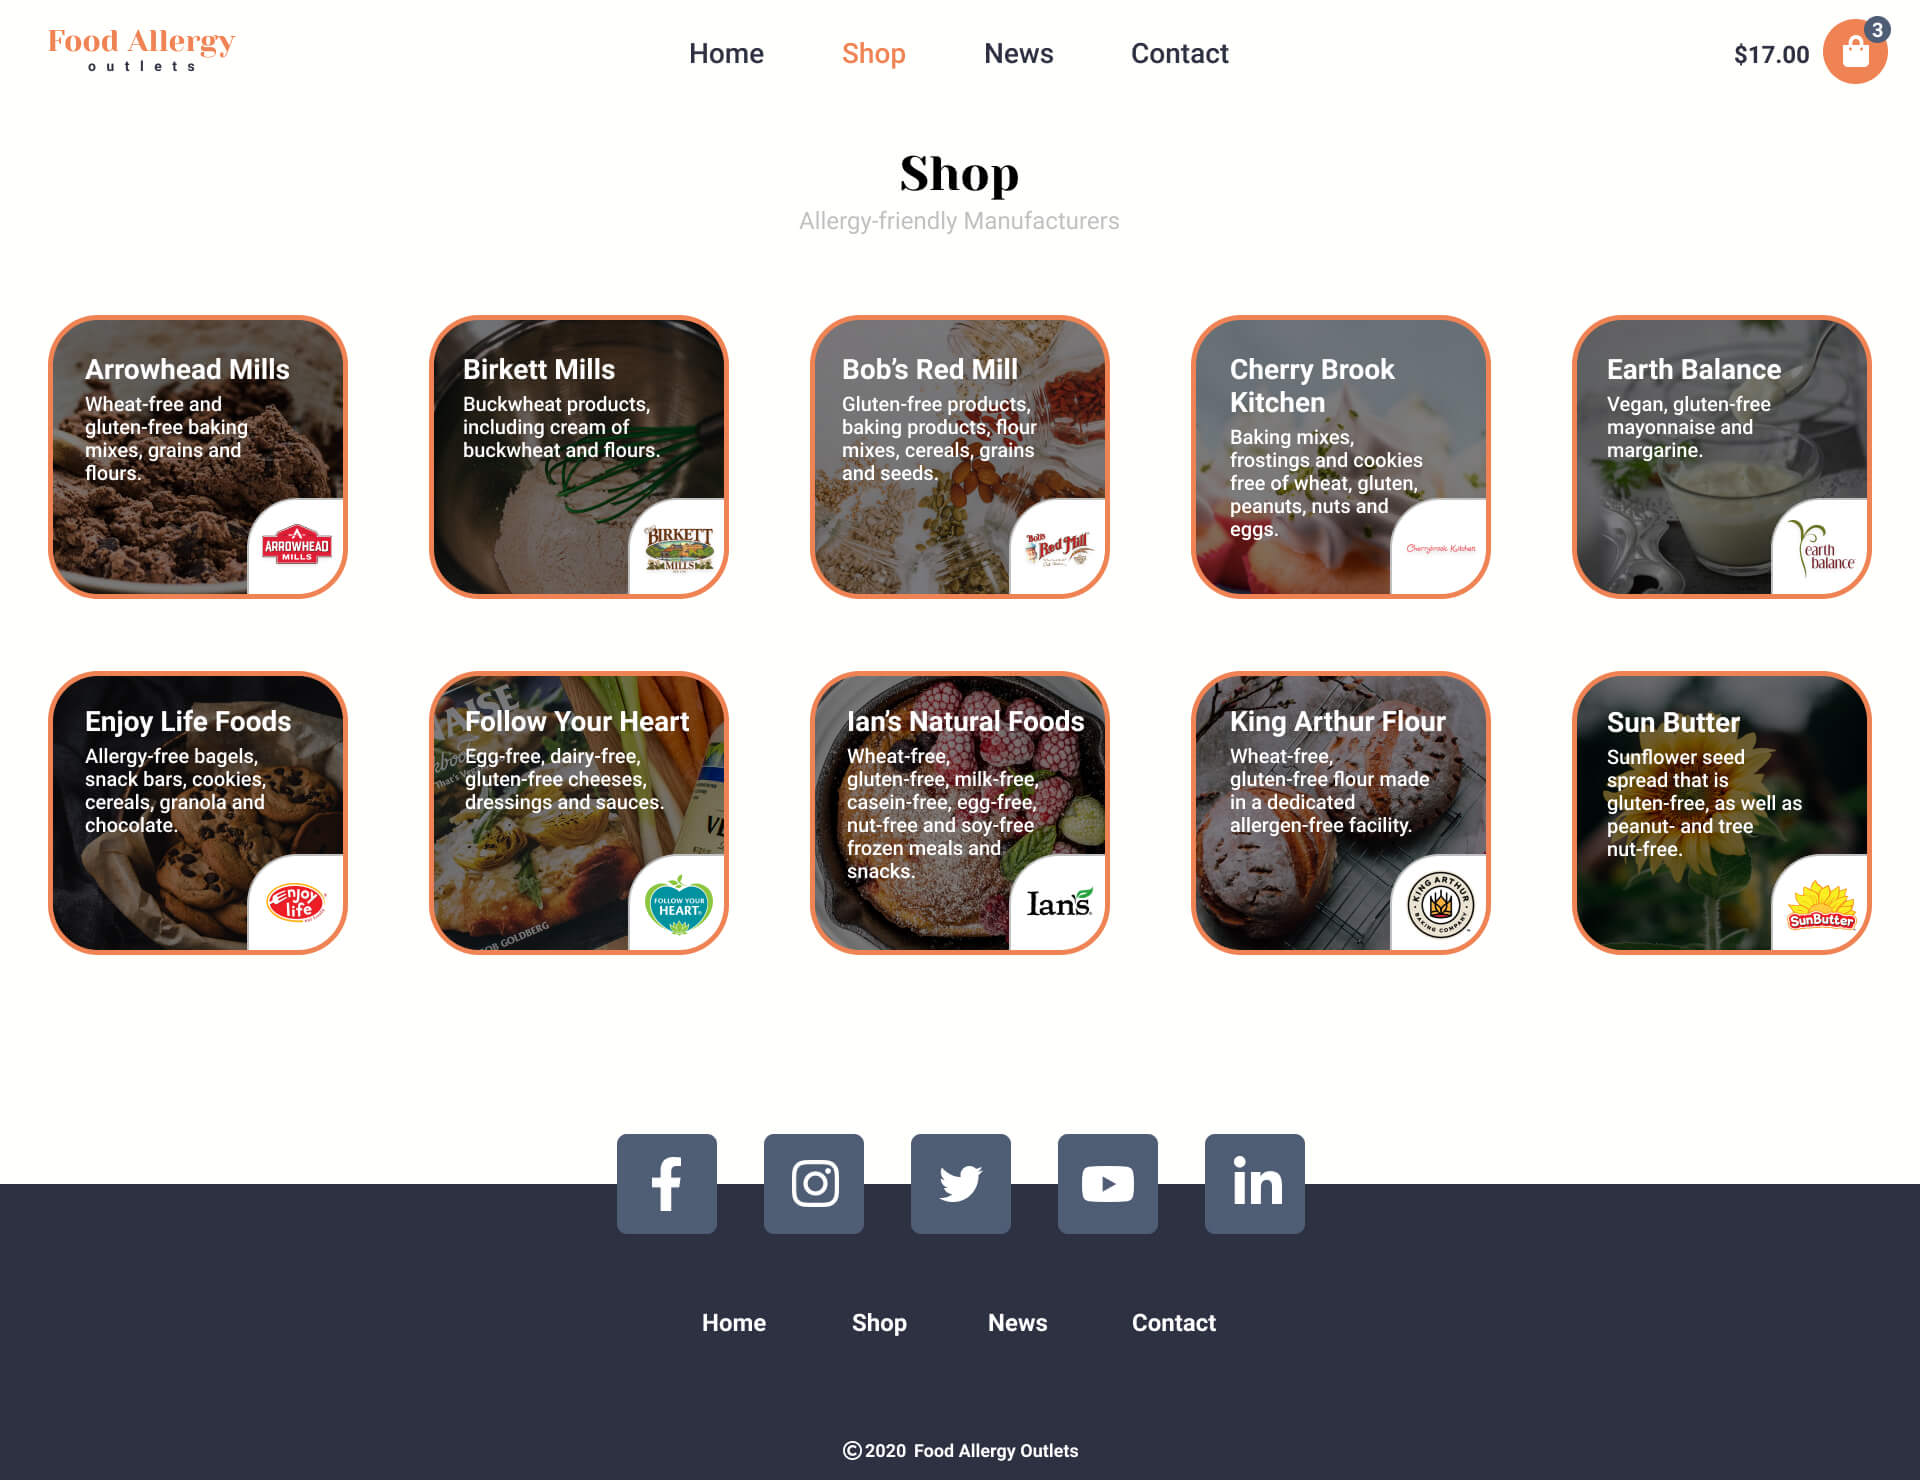 Food Allergy
outlets
Home
Shop
News
Contact
$17.00
3
Shop
Allergy-friendly Manufacturers
Arrowhead Mills
Wheat-free and
gluten-free baking
mixes, grains and
flours.
ARROWHEAD
MILLS
Birkett Mills
Buckwheat products,
including cream of
buckwheat and flours.
BIRKETT
MILLS
Bob’s Red Mill
Gluten-free products,
baking products, flour
mixes, cereals, grains
and seeds.
Bob's
Red Mill
Cherry Brook
Kitchen
Baking mixes,
frostings and cookies
free of wheat, gluten,
peanuts, nuts and
eggs.
Cherrybrook Kitchen
Earth Balance
Vegan, gluten-free
mayonnaise and
margarine.
earth
balance
Enjoy Life Foods
Allergy-free bagels,
snack bars, cookies,
cereals, granola and
chocolate.
enjoy
life
Follow Your Heart
Egg-free, dairy-free,
gluten-free cheeses,
dressings and sauces.
FOLLOW YOUR
HEART
GOLDBERG
Ian’s Natural Foods
Wheat-free,
gluten-free, milk-free,
casein-free, egg-free,
nut-free and soy-free
frozen meals and
snacks.
Ian's
King Arthur Flour
Wheat-free,
gluten-free flour made
in a dedicated
allergen-free facility.
KING ARTHUR
BAKING COMPANY
Sun Butter
Sunflower seed
spread that is
gluten-free, as well as
peanut- and tree
nut-free.
SunButter
Home
Shop
News
Contact
©2020 Food Allergy Outlets